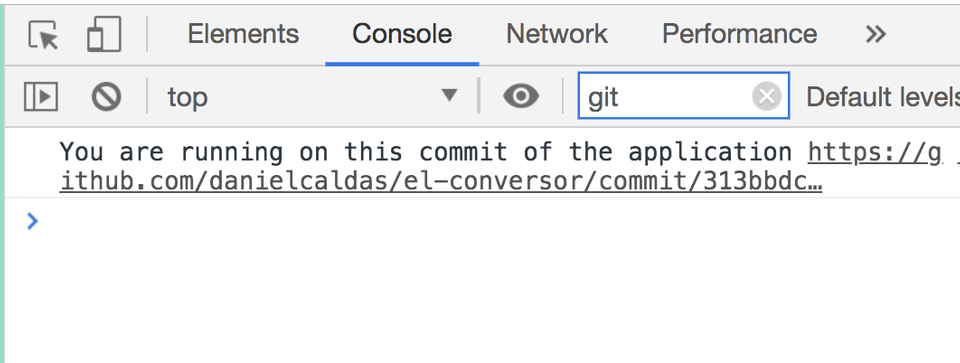 Elements Console Network Performance »
top git Default levels
You are running on this commit of the application https://g
ithub.com/danielcaldas/el-conversor/commit/313bbdc…